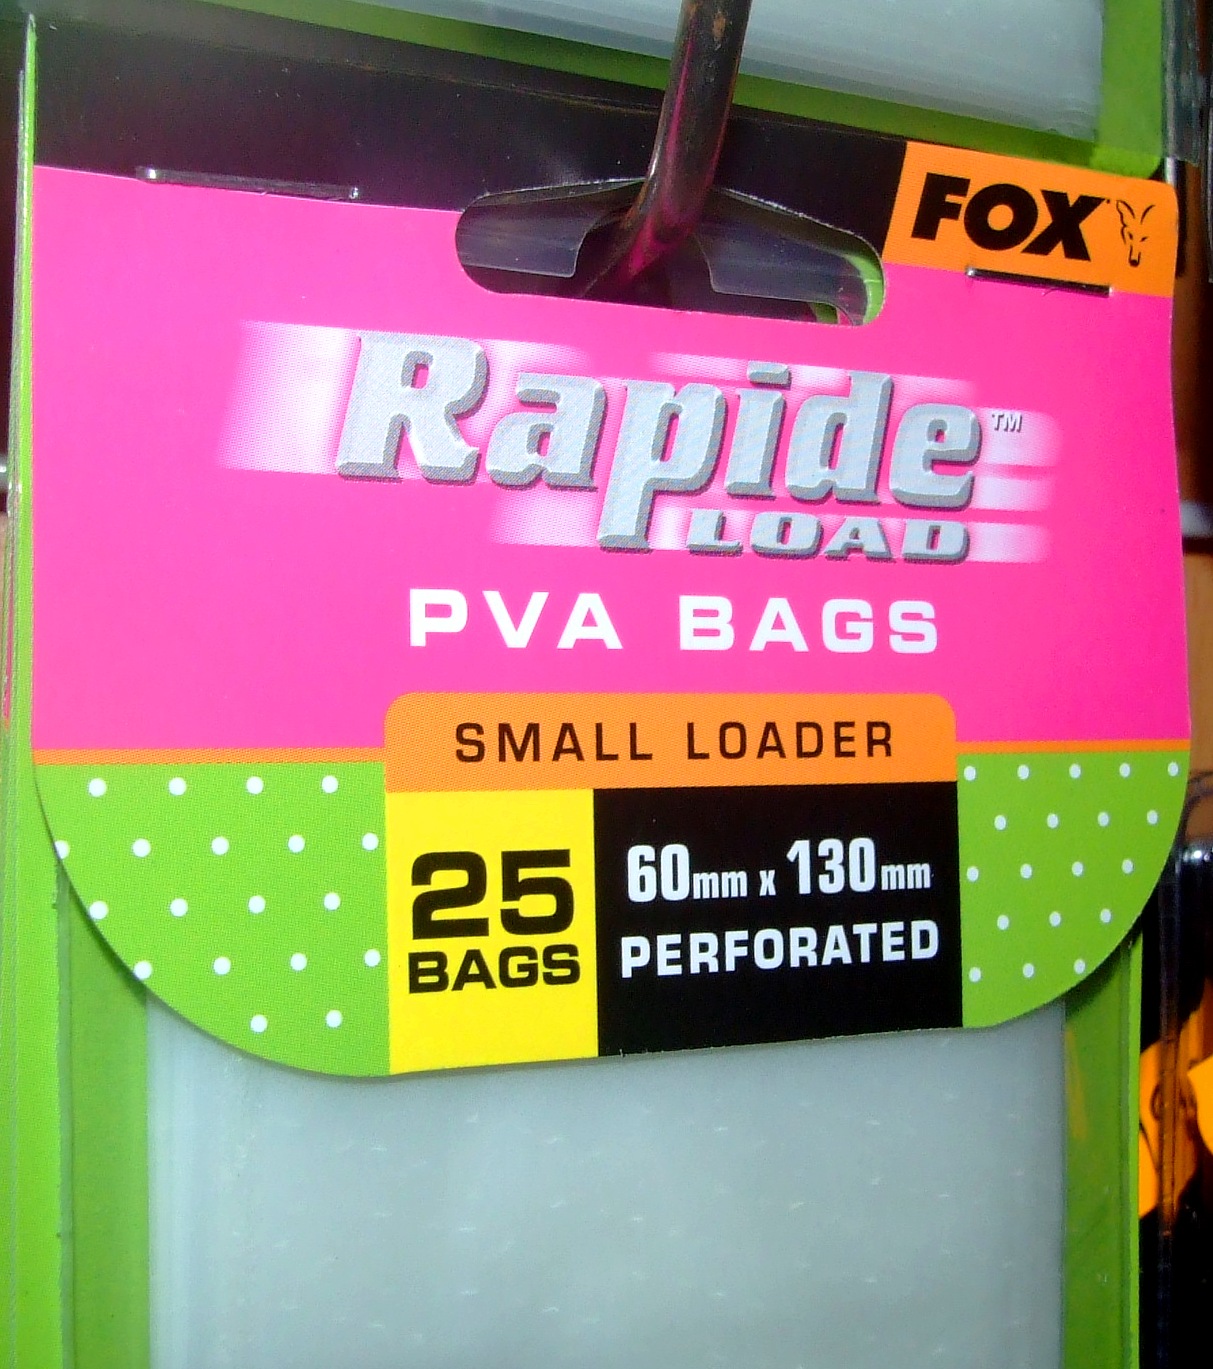 FOX
Rapide™
LOAD
PVA BAGS
SMALL LOADER
25
BAGS
60mm x 130mm
PERFORATED